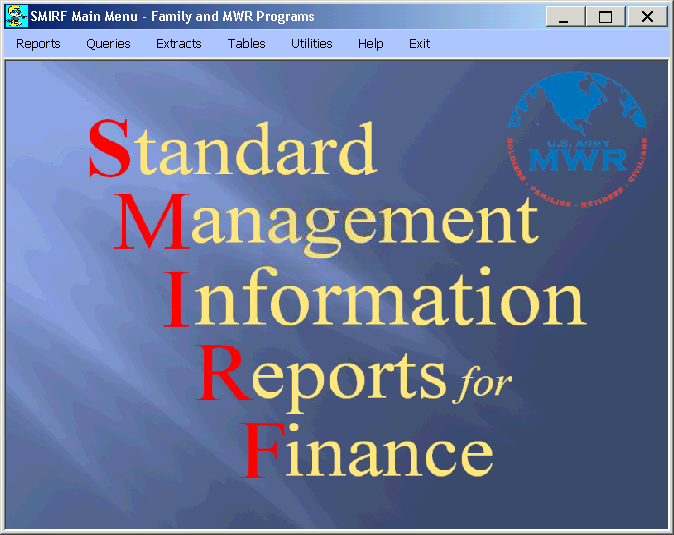 SMIRF Main Menu - Family and MWR Programs
Reports Queries Extracts Tables Utilities Help Exit
U.S. ARMY
MWR
SOLDIERS · FAMILIES · RETIREES · CIVILIANS
Standard
Management
Information
Reports for
Finance